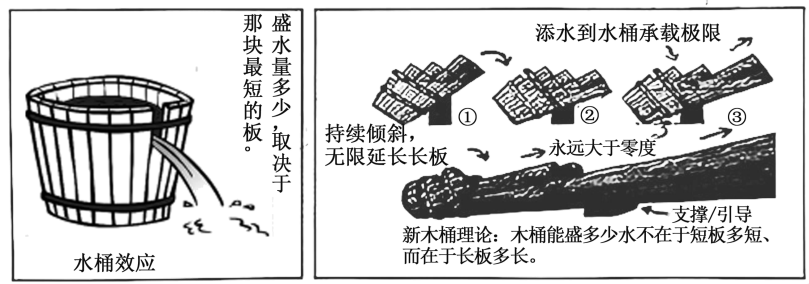 盛水量多少，取决于
那块最短的板。
水桶效应
添水到水桶承载极限
①
②
③
持续倾斜，
无限延长长板
永远大于零度
支撑/引导
新木桶理论：木桶能盛多少水不在于短板多短、
而在于长板多长。